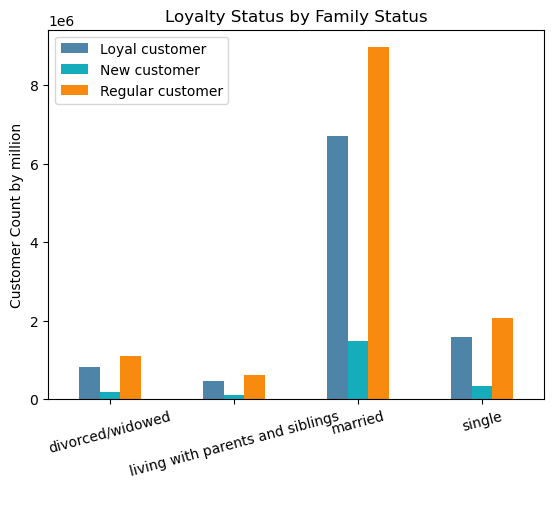 Loyalty Status by Family Status
1e6
Loyal customer
New customer
Regular customer
Customer Count by million
8
6
4
2
0
divorced/widowed
living with parents and siblings
married
single